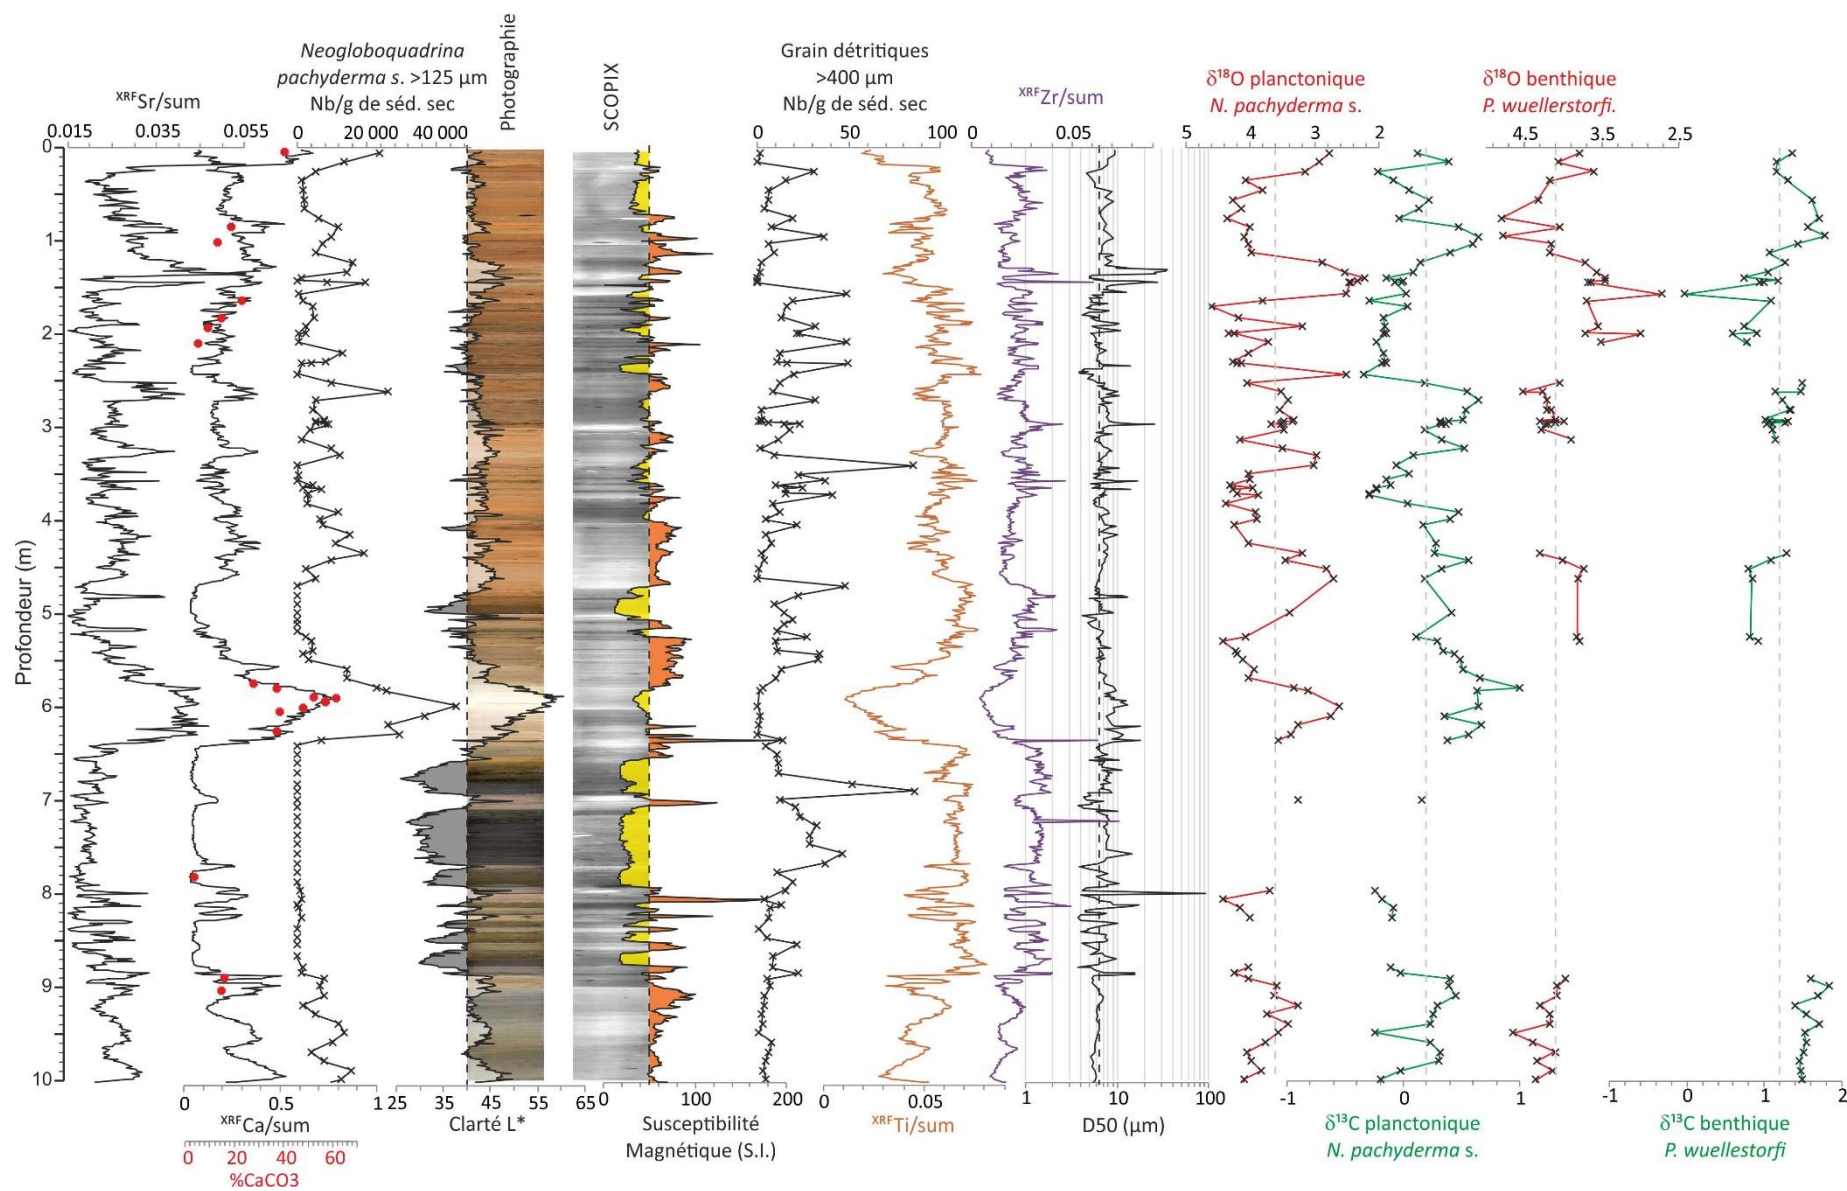 Neogloboquadrina
pachyderma s. >125 µm
Nb/g de séd. sec
Photographie
SCOPIX
Grain détritiques
>400 µm
Nb/g de séd. sec
XRFSr/sum
XRFZr/sum
δ¹⁸O planctonique
N. pachyderma s.
δ¹⁸O benthique
P. wuellerstorfi.
0.015 0.035 0.055 0 20 000 40 000
0 50 100 0 0.05
5 4 3 2 4.5 3.5 2.5
Profondeur (m)
0
1
2
3
4
5
6
7
8
9
10
0 0.5 1
XRFCa/sum
0 20 40 60
%CaCO3
25 35 45 55 65
Clarté L*
0 100 200
Susceptibilité
Magnétique (S.I.)
0 0.05
XRFTi/sum
1 10 100
D50 (µm)
-1 0 1
δ¹³C planctonique
N. pachyderma s.
-1 0 1 2
δ¹³C benthique
P. wuellestorfi